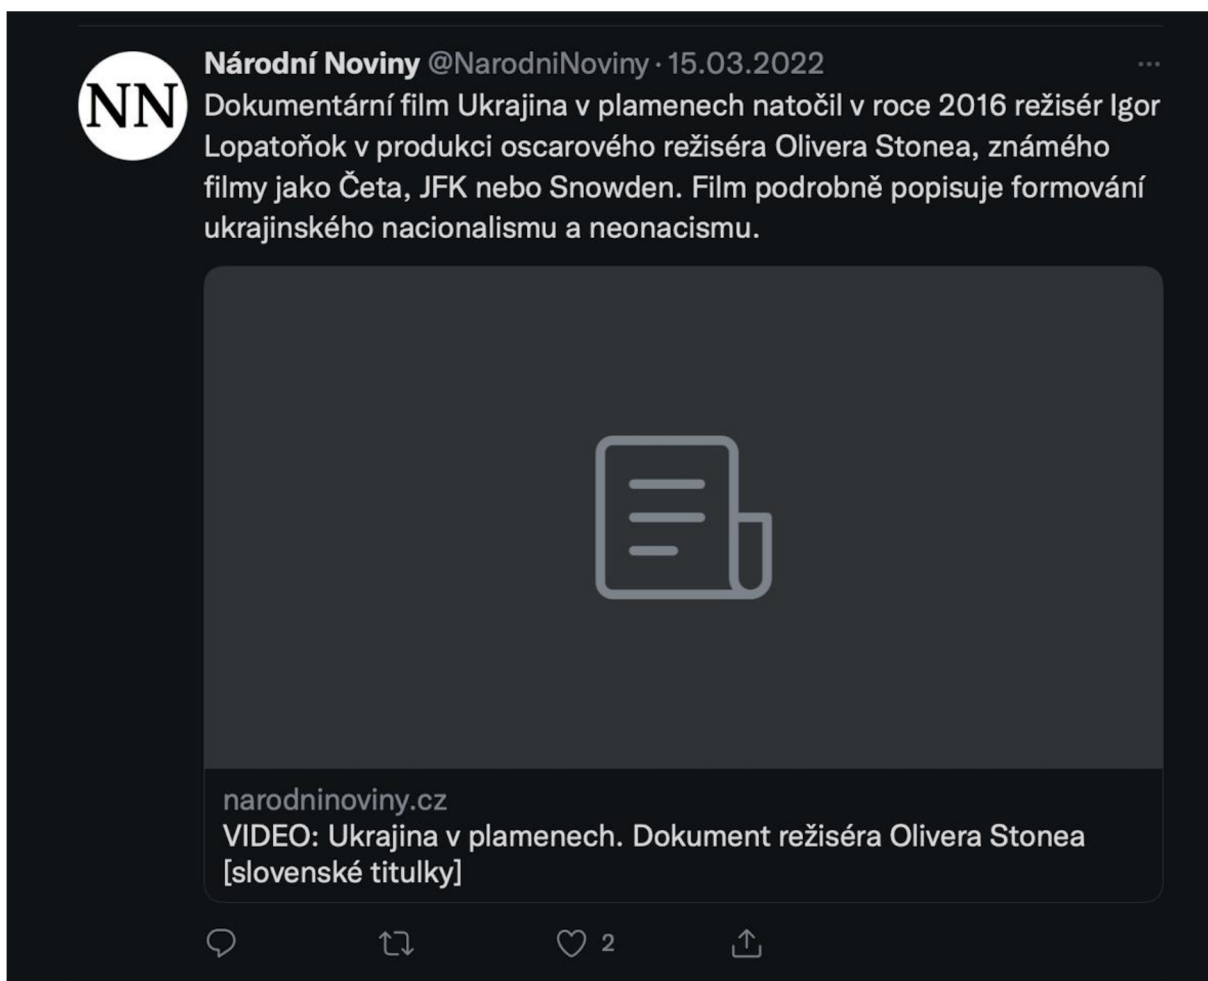 NN
Národní Noviny @NarodniNoviny · 15.03.2022
Dokumentární film Ukrajina v plamenech natočil v roce 2016 režisér Igor
Lopatoňok v produkci oscarového režiséra Olivera Stonea, známého
filmy jako Četa, JFK nebo Snowden. Film podrobně popisuje formování
ukrajinského nacionalismu a neonacismu.
narodninoviny.cz
VIDEO: Ukrajina v plamenech. Dokument režiséra Olivera Stonea
[slovenské titulky]
2